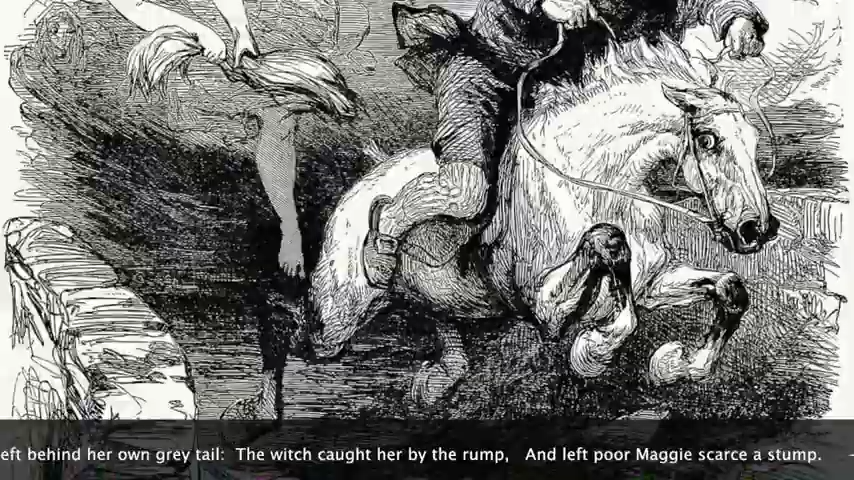 eft behind her own grey tail: The witch caught her by the rump, And left poor Maggie scarce a stump.